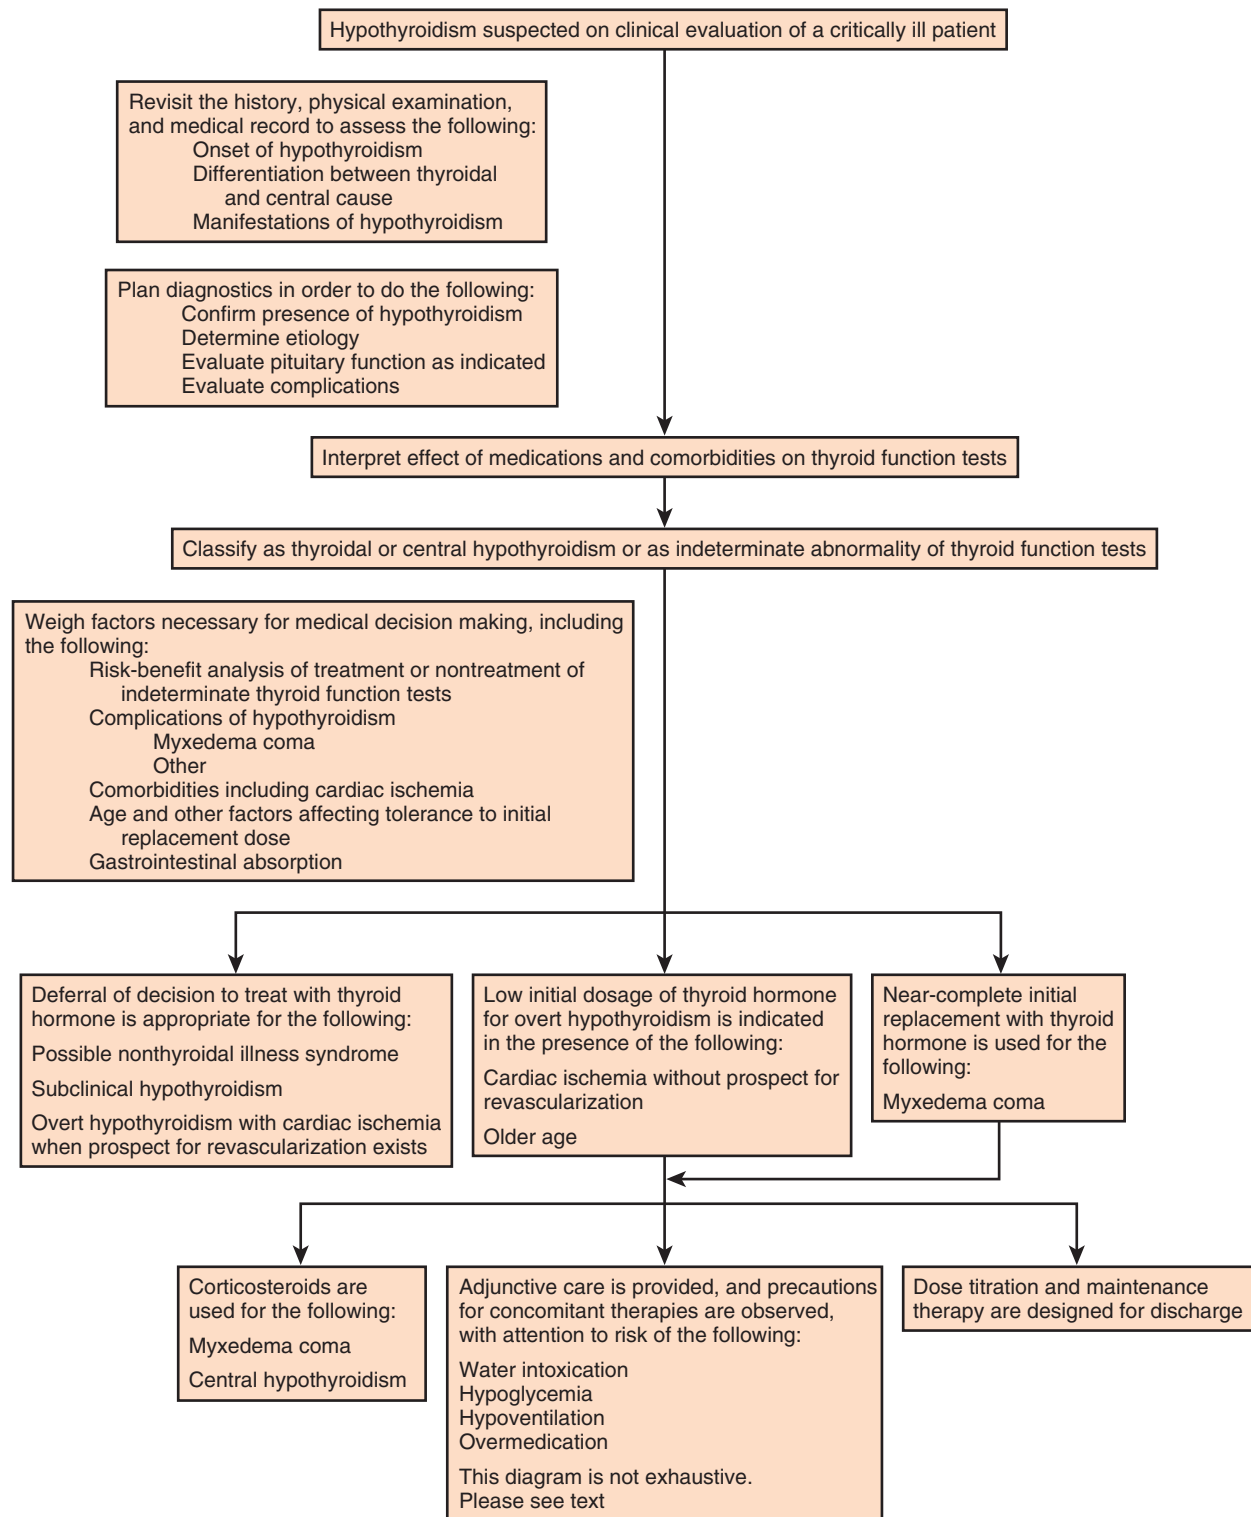 Hypothyroidism suspected on clinical evaluation of a critically ill patient
Revisit the history, physical examination,
and medical record to assess the following:
Onset of hypothyroidism
Differentiation between thyroidal
and central cause
Manifestations of hypothyroidism
Plan diagnostics in order to do the following:
Confirm presence of hypothyroidism
Determine etiology
Evaluate pituitary function as indicated
Evaluate complications
Interpret effect of medications and comorbidities on thyroid function tests
Classify as thyroidal or central hypothyroidism or as indeterminate abnormality of thyroid function tests
Weigh factors necessary for medical decision making, including
the following:
Risk-benefit analysis of treatment or nontreatment of
indeterminate thyroid function tests
Complications of hypothyroidism
Myxedema coma
Other
Comorbidities including cardiac ischemia
Age and other factors affecting tolerance to initial
replacement dose
Gastrointestinal absorption
Deferral of decision to treat with thyroid
hormone is appropriate for the following:
Possible nonthyroidal illness syndrome
Subclinical hypothyroidism
Overt hypothyroidism with cardiac ischemia
when prospect for revascularization exists
Low initial dosage of thyroid hormone
for overt hypothyroidism is indicated
in the presence of the following:
Cardiac ischemia without prospect for
revascularization
Older age
Near-complete initial
replacement with thyroid
hormone is used for the
following:
Myxedema coma
Corticosteroids are
used for the following:
Myxedema coma
Central hypothyroidism
Adjunctive care is provided, and precautions
for concomitant therapies are observed,
with attention to risk of the following:
Water intoxication
Hypoglycemia
Hypoventilation
Overmedication
This diagram is not exhaustive.
Please see text
Dose titration and maintenance
therapy are designed for discharge